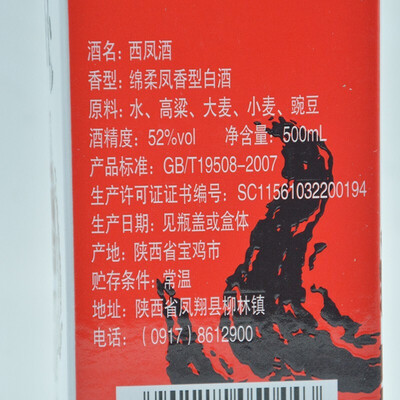 酒名：西凤酒
香型：绵柔凤香型白酒
原料：水、高粱、大麦、小麦、豌豆
酒精度：52%vol 净含量：500mL
产品标准：GB/T19508-2007
生产许可证证书编号：SC11561032200194
生产日期：见瓶盖或盒体
产地：陕西省宝鸡市
贮存条件：常温
地址：陕西省凤翔县柳林镇
电话：（0917）8612900